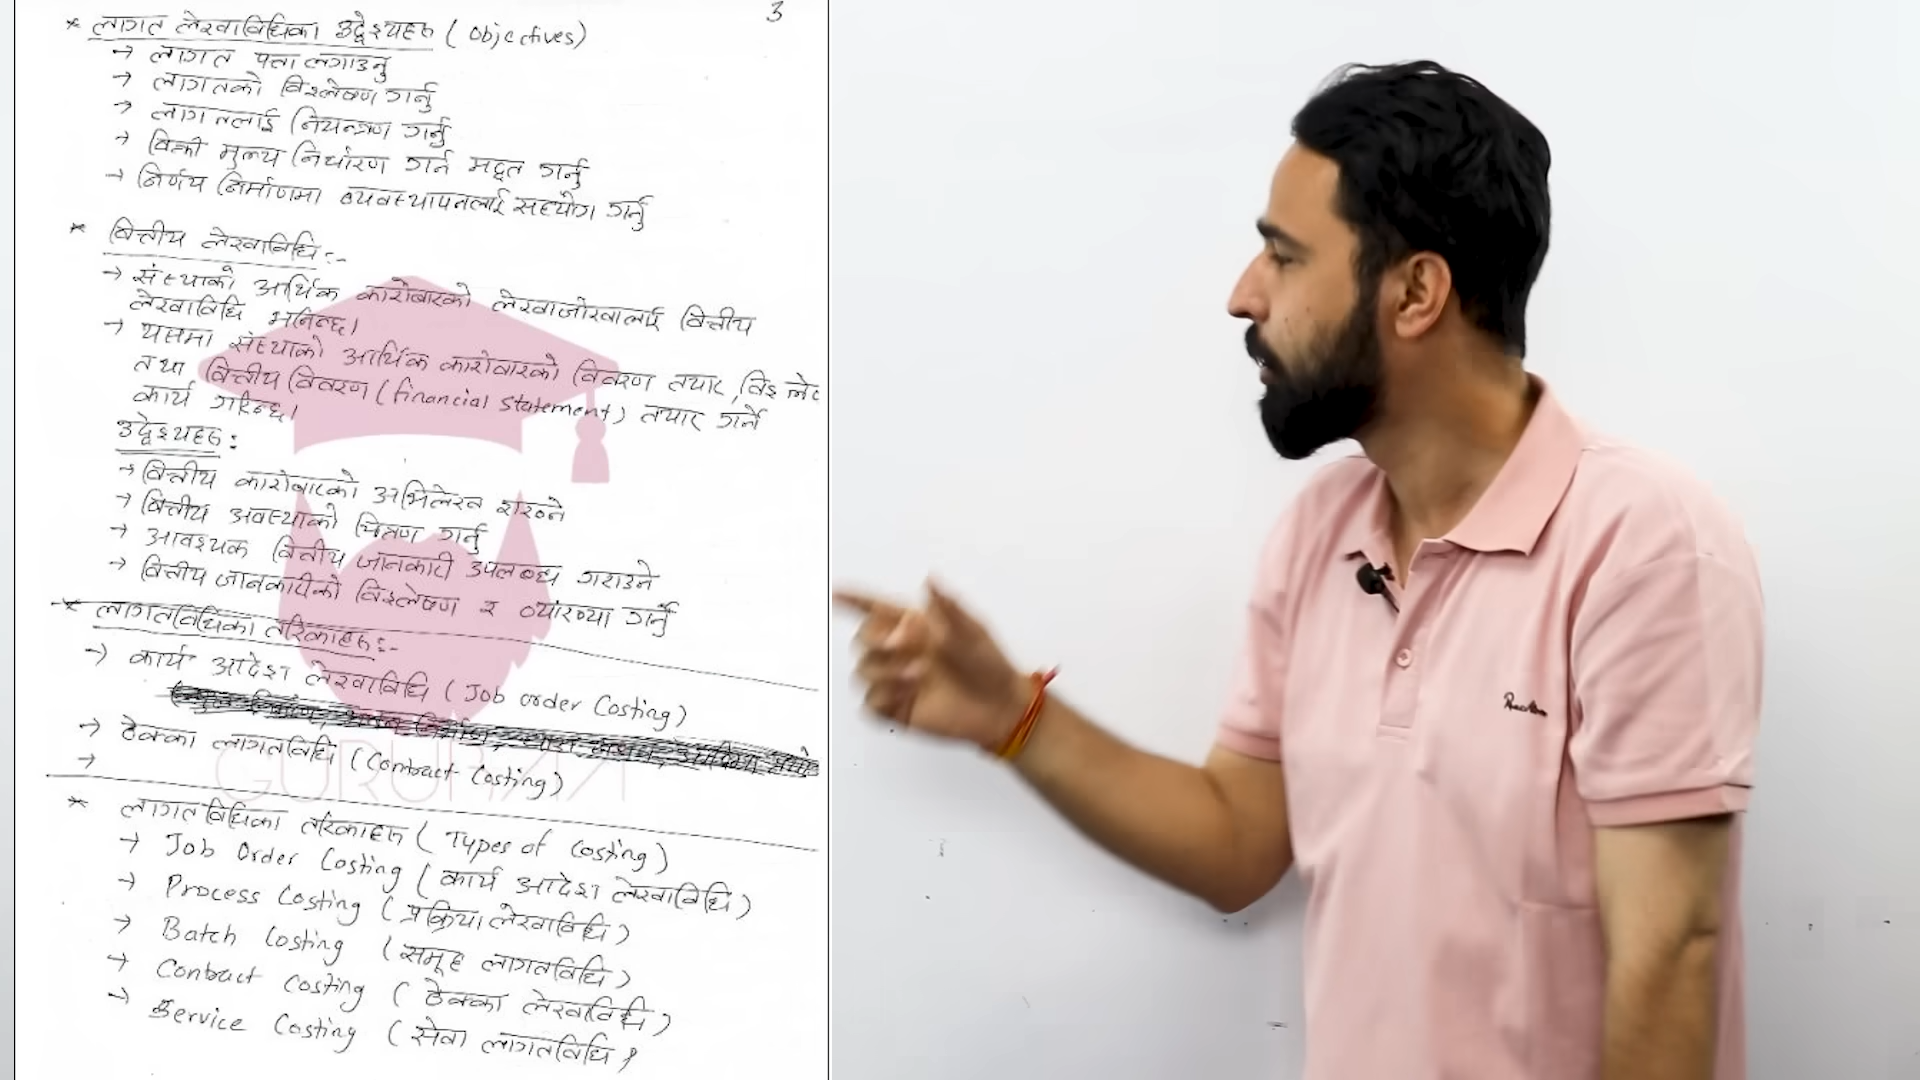 3
* लागत लेखाविधिका उद्देश्यहरु (Objectives)
→ लागत पत्ता लगाउनु
→ लागतको विश्लेषण गर्नु
→ लागतलाई नियन्त्रण गर्नु
→ विक्री मुल्य निर्धारण गर्न मद्दत गर्नु
→ निर्णय निर्माणमा व्यवस्थापनलाई सहयोग गर्नु
* वित्तीय लेखाविधि :-
→ संस्थाको आर्थिक कारोबारको लेखाजोखालाई वित्तीय
लेखाविधि भनिन्छ।
→ यसमा संस्थाको आर्थिक कारोवारको विवरण तयार,
तथा वित्तीय विवरण (financial statement) तयार गर्ने
कार्य गरिन्छ।
उद्देश्यहरु :
→ वित्तीय कारोबारको अभिलेख राख्ने
→ वित्तीय अवस्थाको चित्रण गर्नु
→ आवश्यक वित्तीय जानकारी उपलब्ध गराउने
→ वित्तीय जानकारीको विश्लेषण र व्याख्या गर्नु
* लागतविधिका तरिकाहरु :-
→ कार्य आदेश लेखाविधि (Job order Costing)
→ ठेक्का लागतविधि (Contract Costing)
→
GURUBAA
* लागतविधिका तरिकाहरु (Types of Costing)
→ Job Order Costing (कार्य आदेश लेखाविधि)
→ Process Costing (प्रक्रिया लेखाविधि)
→ Batch Costing (समूह लागतविधि)
→ Contract Costing (ठेक्का लेखाविधि)
→ Service Costing (सेवा लागतविधि)